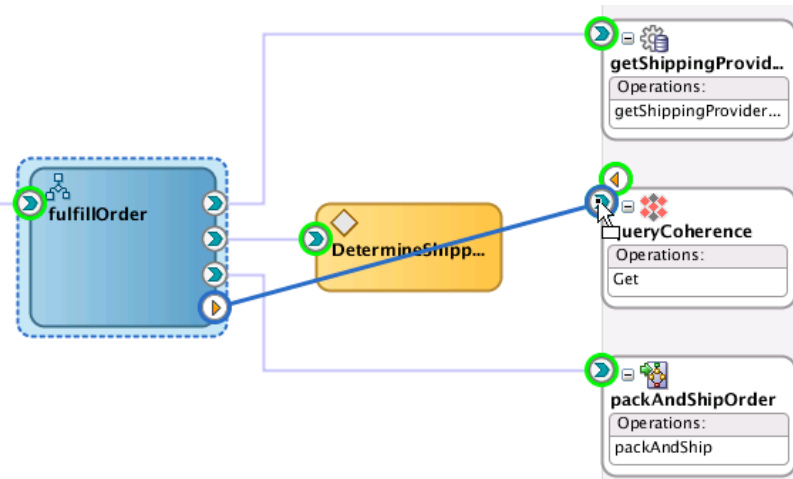 getShippingProvid...
Operations:
getShippingProvider...
fulfillOrder
DetermineShipp...
ueryCoherence
Operations:
Get
packAndShipOrder
Operations:
packAndShip